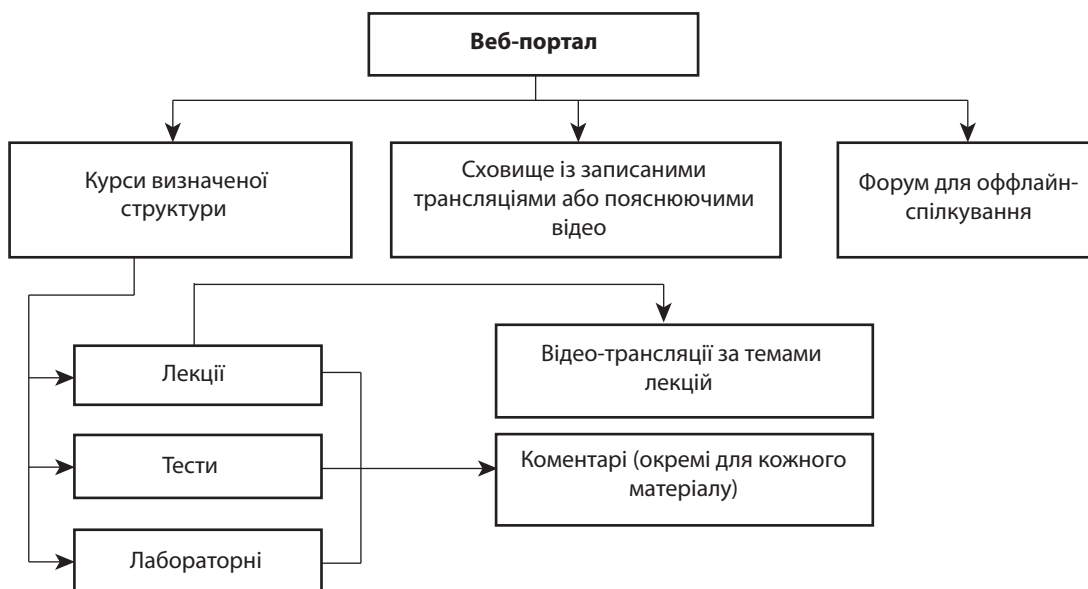 Веб-портал
Курси визначеної
структури
Сховище із записаними
трансляціями або пояснюючими
відео
Форум для оффлайн-
спілкування
Лекції
Відео-трансляції за темами
лекцій
Тести
Коментарі (окремі для кожного
матеріалу)
Лабораторні